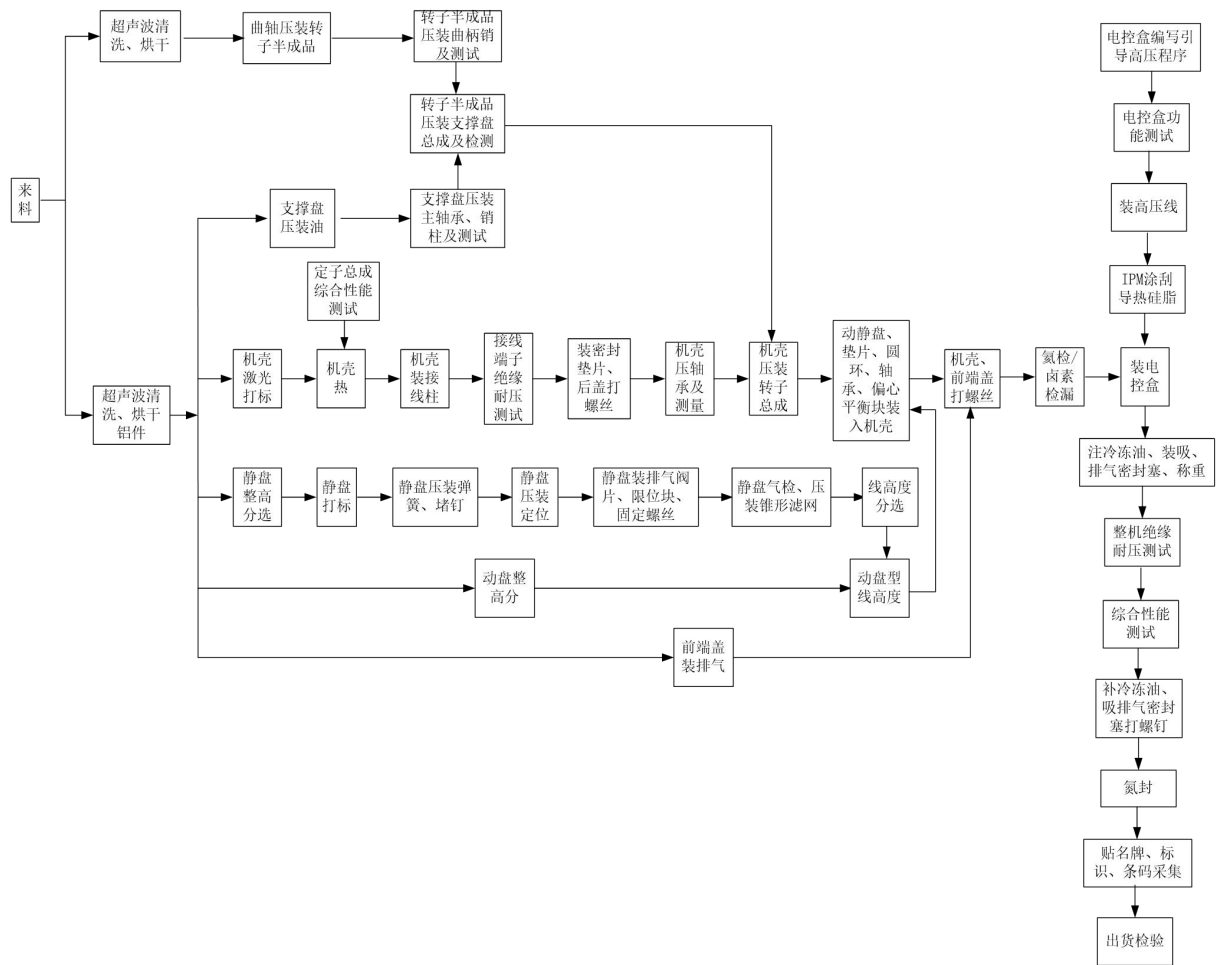 来
料
超声波清
洗、烘干
曲轴压装转
子半成品
转子半成品
压装曲柄销
及测试
转子半成品
压装支撑盘
总成及检测
支撑盘
压装油
支撑盘压装
主轴承、销
柱及测试
定子总成
综合性能
测试
超声波清
洗、烘干
铝件
机壳
激光
打标
机壳
热
机壳
装接
线柱
接线
端子
绝缘
耐压
测试
装密封
垫片、
后盖打
螺丝
机壳
压轴
承及
测量
机壳
压装
转子
总成
动静盘
、垫
片、圆
环、轴
承、偏心
平衡块装
入机壳
机壳、
前端盖
打螺丝
氦检/
卤素
检漏
静盘
整高
分选
静盘
打标
静盘压装弹
簧、堵钉
静盘
压装
定位
静盘装排气阀
片、限位块、
固定螺丝
静盘气检、压
装锥形滤网
线高度
分选
动盘整
高分
动盘型
线高度
前端盖
装排气
电控盒编写引
导高压程序
电控盒功
能测试
装高压线
IPM涂刮
导热硅脂
装电
控盒
注冷冻油、装吸、
排气密封塞、称重
整机绝缘
耐压测试
综合性能
测试
补冷冻油、
吸排气密封
塞打螺钉
氮封
贴名牌、标
识、条码采集
出货检验